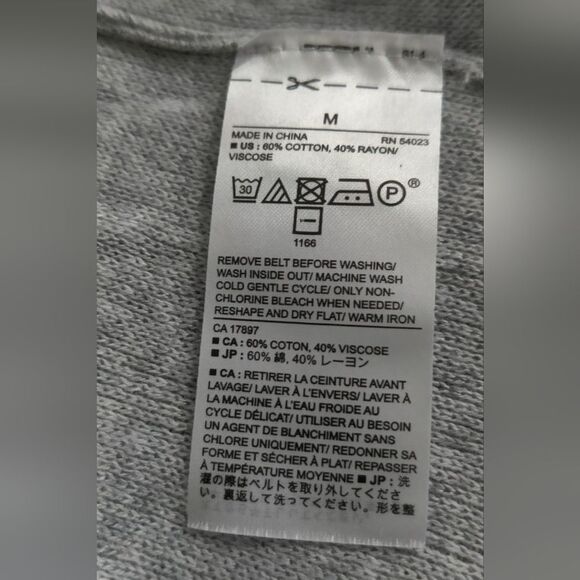 M
MADE IN CHINA RN 54023
■ US : 60% COTTON, 40% RAYON/
VISCOSE
30 P ®
1166
REMOVE BELT BEFORE WASHING/
WASH INSIDE OUT/ MACHINE WASH
COLD GENTLE CYCLE/ ONLY NON-
CHLORINE BLEACH WHEN NEEDED/
RESHAPE AND DRY FLAT/ WARM IRON
CA 17897
■ CA : 60% COTON, 40% VISCOSE
■ JP : 60% 綿, 40% レーヨン
■ CA : RETIRER LA CEINTURE AVANT
LAVAGE/ LAVER À L'ENVERS/ LAVER À
LA MACHINE À L'EAU FROIDE AU
CYCLE DÉLICAT/ UTILISER AU BESOIN
UN AGENT DE BLANCHIMENT SANS
CHLORE UNIQUEMENT/ REDONNER SA
FORME ET SÉCHER À PLAT/ REPASSER
À TEMPÉRATURE MOYENNE ■ JP : 洗
濯の際はベルトを取り外してくださ
い。裏返して洗ってください。形を整